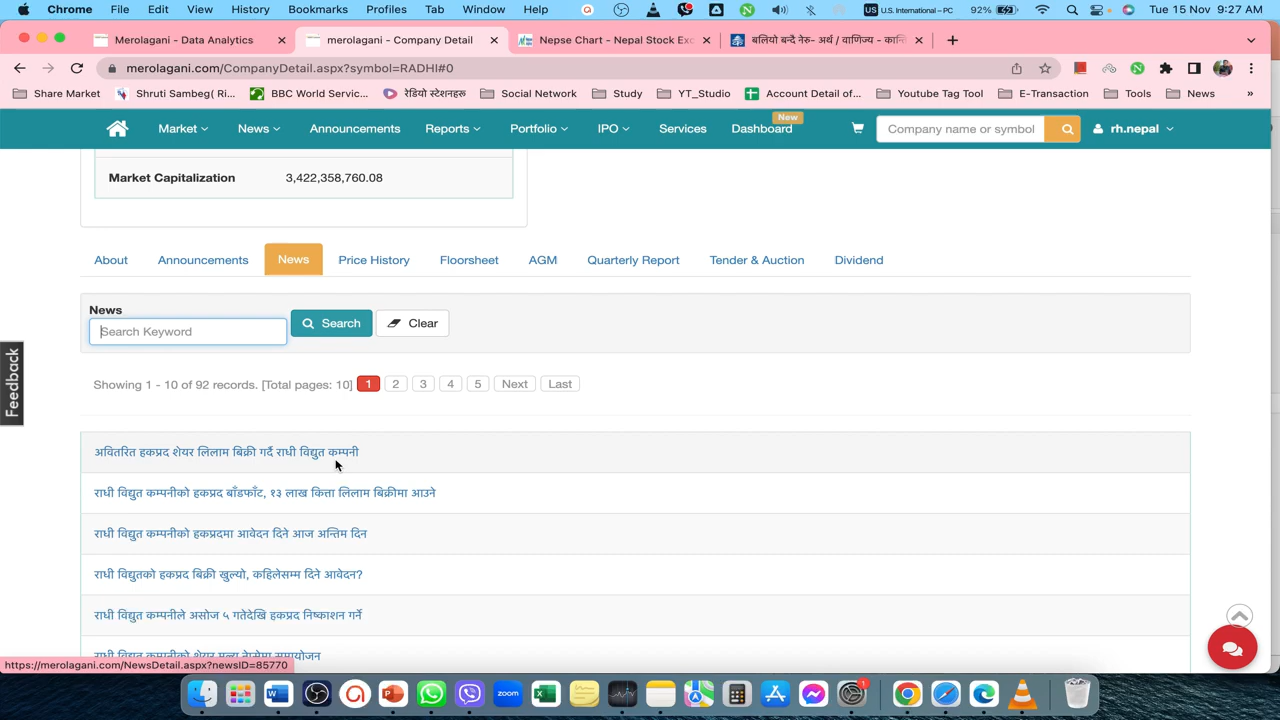 Chrome File Edit View History Bookmarks Profiles Tab Window Help U.S. International – PC 92% Tue 15 Nov 9:27 AM
Merolagani - Data Analytics merolagani - Company Detail Nepse Chart - Nepal Stock Exc बलियो बन्दै नेरु- अर्थ / वाणिज्य - कान्ति
merolagani.com/CompanyDetail.aspx?symbol=RADHI#0
Share Market Shruti Sambeg( Ri... BBC World Servic... रेडियो स्टेशनहरू Social Network Study YT_Studio Account Detail of... Youtube Tag Tool E-Transaction Tools News »
New
Market News Announcements Reports Portfolio IPO Services Dashboard Company name or symbol rh.nepal
Market Capitalization 3,422,358,760.08
About Announcements News Price History Floorsheet AGM Quarterly Report Tender & Auction Dividend
News
Search Keyword Search Clear
Showing 1 - 10 of 92 records. [Total pages: 10] 1 2 3 4 5 Next Last
Feedback
अवितरित हकप्रद शेयर लिलाम बिक्री गर्दै राधी विद्युत कम्पनी
राधी विद्युत कम्पनीको हकप्रद बाँडफाँट, १३ लाख कित्ता लिलाम बिक्रीमा आउने
राधी विद्युत कम्पनीको हकप्रदमा आवेदन दिने आज अन्तिम दिन
राधी विद्युतको हकप्रद बिक्री खुल्यो, कहिलेसम्म दिने आवेदन?
राधी विद्युत कम्पनीले असोज ५ गतेदेखि हकप्रद निष्काशन गर्ने
राधी विद्युत कम्पनीको शेयर मूल्य नेप्सेमा समायोजन
https://merolagani.com/NewsDetail.aspx?newsID=85770
zoom 1